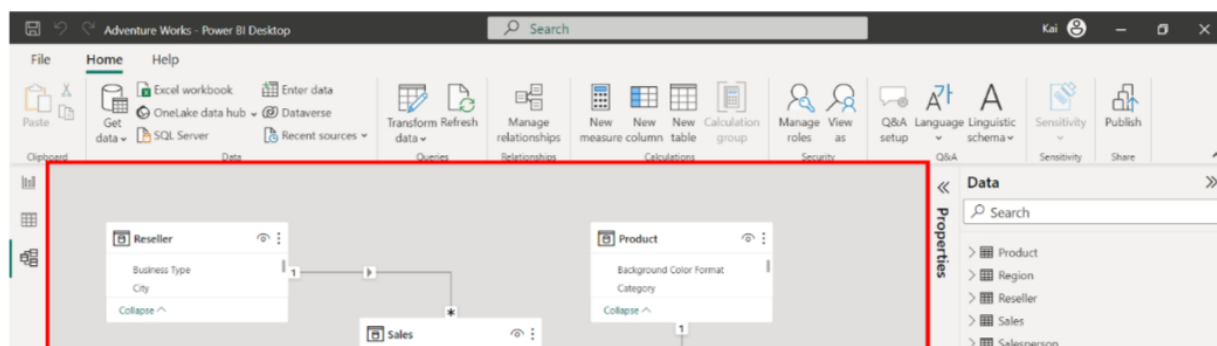 Adventure Works - Power BI Desktop
Search
Kai
File Home Help
Paste
Clipboard
Get data
Excel workbook
OneLake data hub
SQL Server
Enter data
Dataverse
Recent sources
Data
Transform data
Refresh
Queries
Manage relationships
Relationships
New measure
New column
New table
Calculation group
Calculations
Manage roles
View as
Security
Q&A setup
Language
Linguistic schema
Q&A
Sensitivity
Sensitivity
Publish
Share
Reseller
Business Type
City
Collapse
1
*
Sales
Product
Background Color Format
Category
Collapse
1
Properties
Data
Search
Product
Region
Reseller
Sales
Salesperson